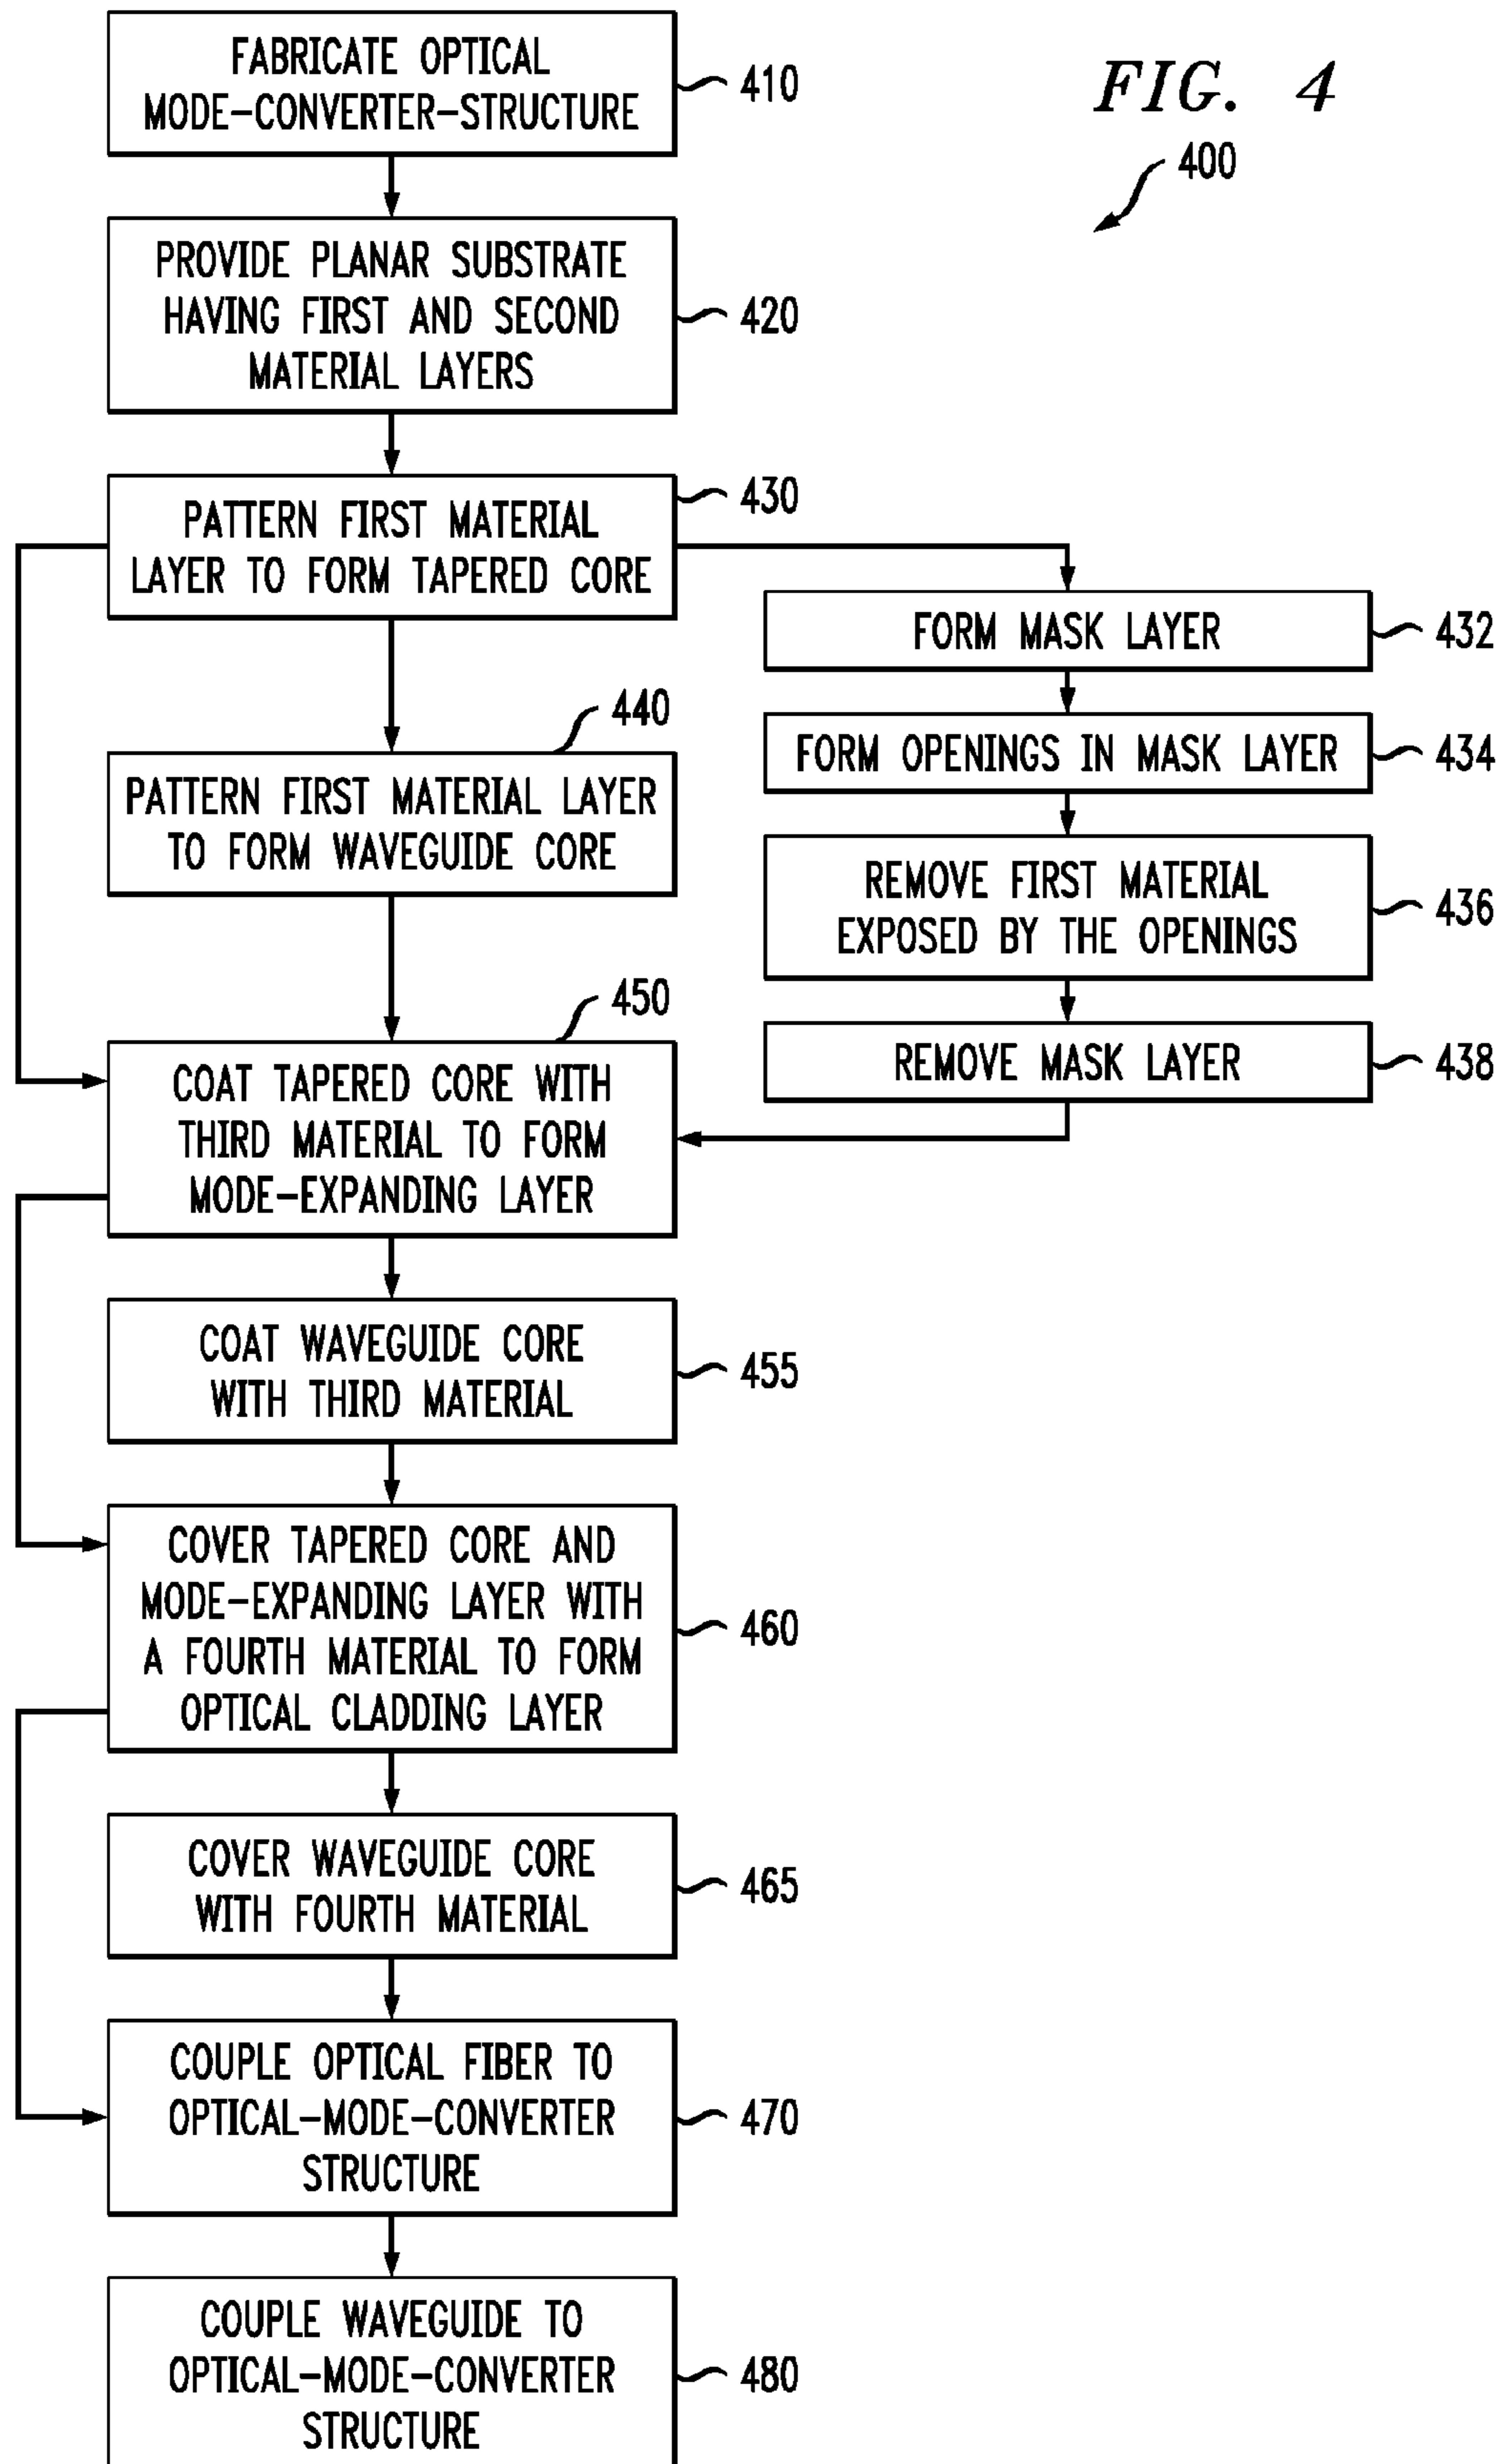 FIG. 4
400
FABRICATE OPTICAL
MODE-CONVERTER-STRUCTURE
410
PROVIDE PLANAR SUBSTRATE
HAVING FIRST AND SECOND
MATERIAL LAYERS
420
PATTERN FIRST MATERIAL
LAYER TO FORM TAPERED CORE
430
FORM MASK LAYER
432
FORM OPENINGS IN MASK LAYER
434
REMOVE FIRST MATERIAL
EXPOSED BY THE OPENINGS
436
REMOVE MASK LAYER
438
440
PATTERN FIRST MATERIAL LAYER
TO FORM WAVEGUIDE CORE
450
COAT TAPERED CORE WITH
THIRD MATERIAL TO FORM
MODE-EXPANDING LAYER
COAT WAVEGUIDE CORE
WITH THIRD MATERIAL
455
COVER TAPERED CORE AND
MODE-EXPANDING LAYER WITH
A FOURTH MATERIAL TO FORM
OPTICAL CLADDING LAYER
460
COVER WAVEGUIDE CORE
WITH FOURTH MATERIAL
465
COUPLE OPTICAL FIBER TO
OPTICAL-MODE-CONVERTER
STRUCTURE
470
COUPLE WAVEGUIDE TO
OPTICAL-MODE-CONVERTER
STRUCTURE
480